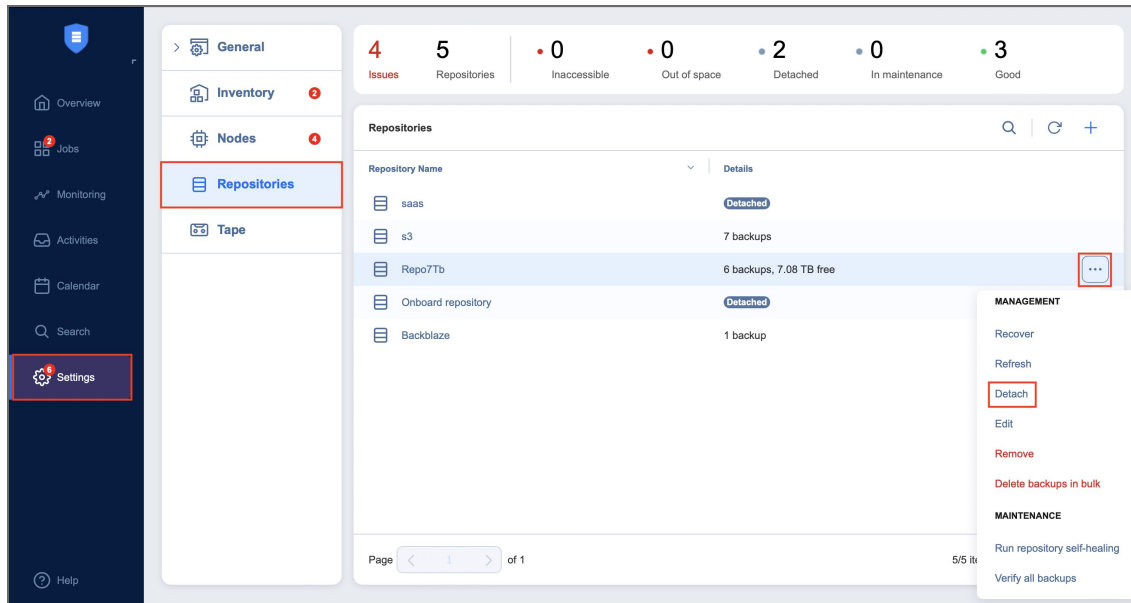 Overview
2
Jobs
Monitoring
Activities
Calendar
Search
6
Settings
Help
General
Inventory 2
Nodes 4
Repositories
Tape
4 5 0 0 2 0 3
Issues Repositories Inaccessible Out of space Detached In maintenance Good
Repositories
Repository Name Details
saas Detached
s3 7 backups
Repo7Tb 6 backups, 7.08 TB free
Onboard repository Detached
Backblaze 1 backup
MANAGEMENT
Recover
Refresh
Detach
Edit
Remove
Delete backups in bulk
MAINTENANCE
Run repository self-healing
Verify all backups
Page 1 of 1 5/5 ite